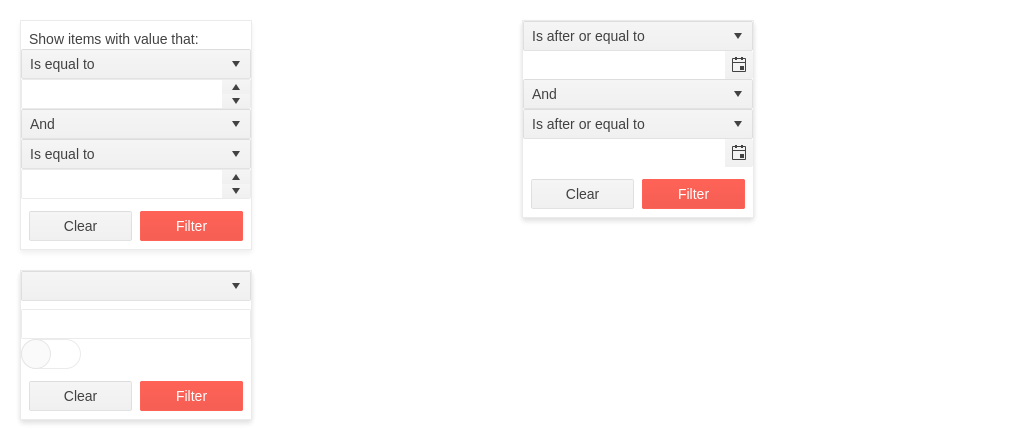 Show items with value that:
Is equal to
And
Is equal to
Clear Filter
Is after or equal to
And
Is after or equal to
Clear Filter
Clear Filter